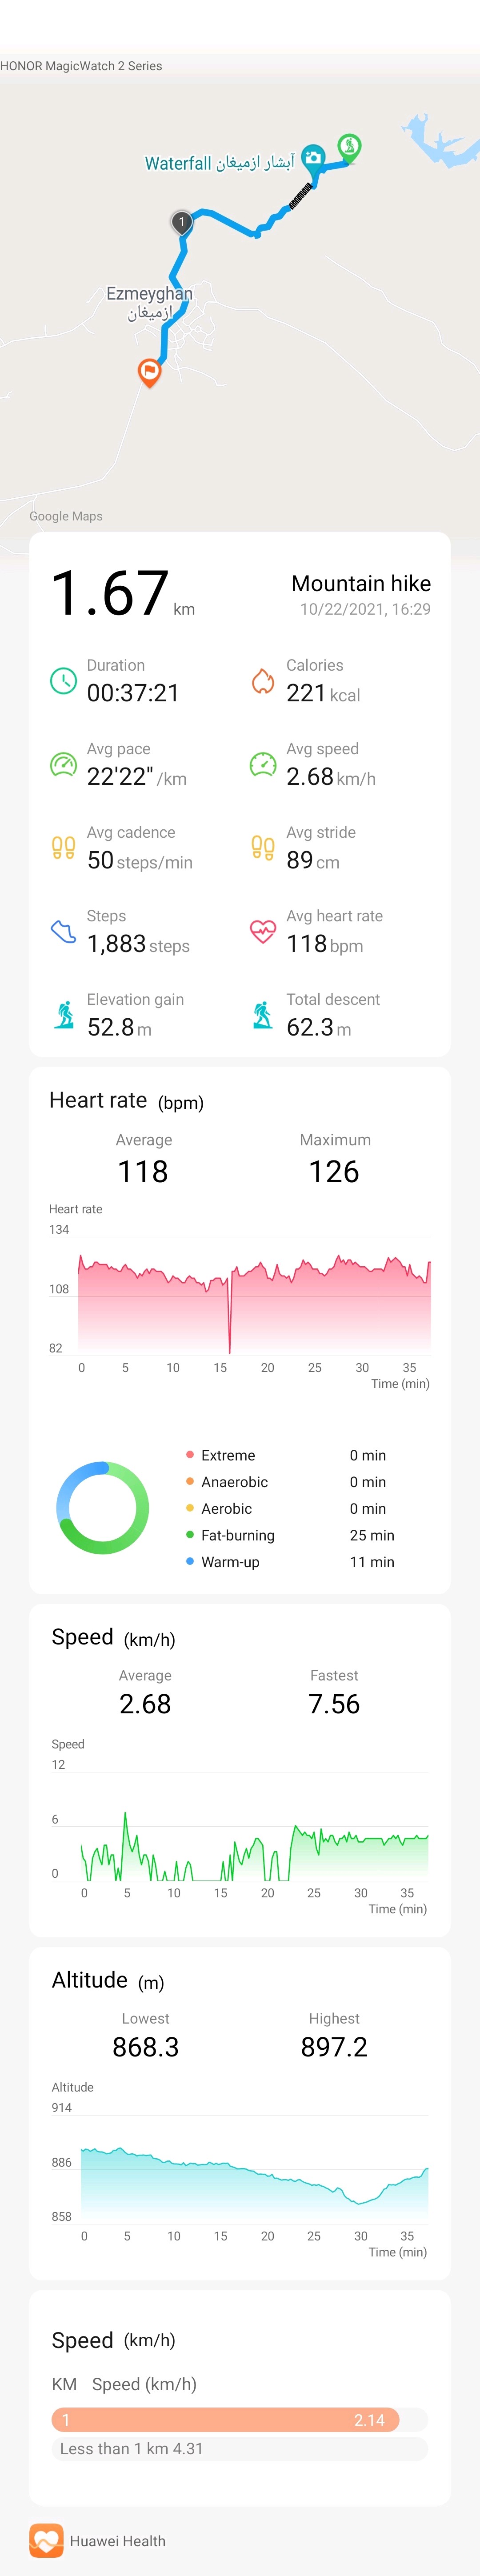 HONOR MagicWatch 2 Series
Waterfall آبشار ازمیغان
1
Ezmeyghan
ازمیغان
Google Maps
1.67 km
Mountain hike
10/22/2021, 16:29
Duration
00:37:21
Calories
221 kcal
Avg pace
22'22" /km
Avg speed
2.68 km/h
Avg cadence
50 steps/min
Avg stride
89 cm
Steps
1,883 steps
Avg heart rate
118 bpm
Elevation gain
52.8 m
Total descent
62.3 m
Heart rate (bpm)
Average Maximum
118 126
Heart rate
134
108
82
0 5 10 15 20 25 30 35
Time (min)
Extreme 0 min
Anaerobic 0 min
Aerobic 0 min
Fat-burning 25 min
Warm-up 11 min
Speed (km/h)
Average Fastest
2.68 7.56
Speed
12
6
0
0 5 10 15 20 25 30 35
Time (min)
Altitude (m)
Lowest Highest
868.3 897.2
Altitude
914
886
858
0 5 10 15 20 25 30 35
Time (min)
Speed (km/h)
KM Speed (km/h)
1 2.14
Less than 1 km 4.31
Huawei Health